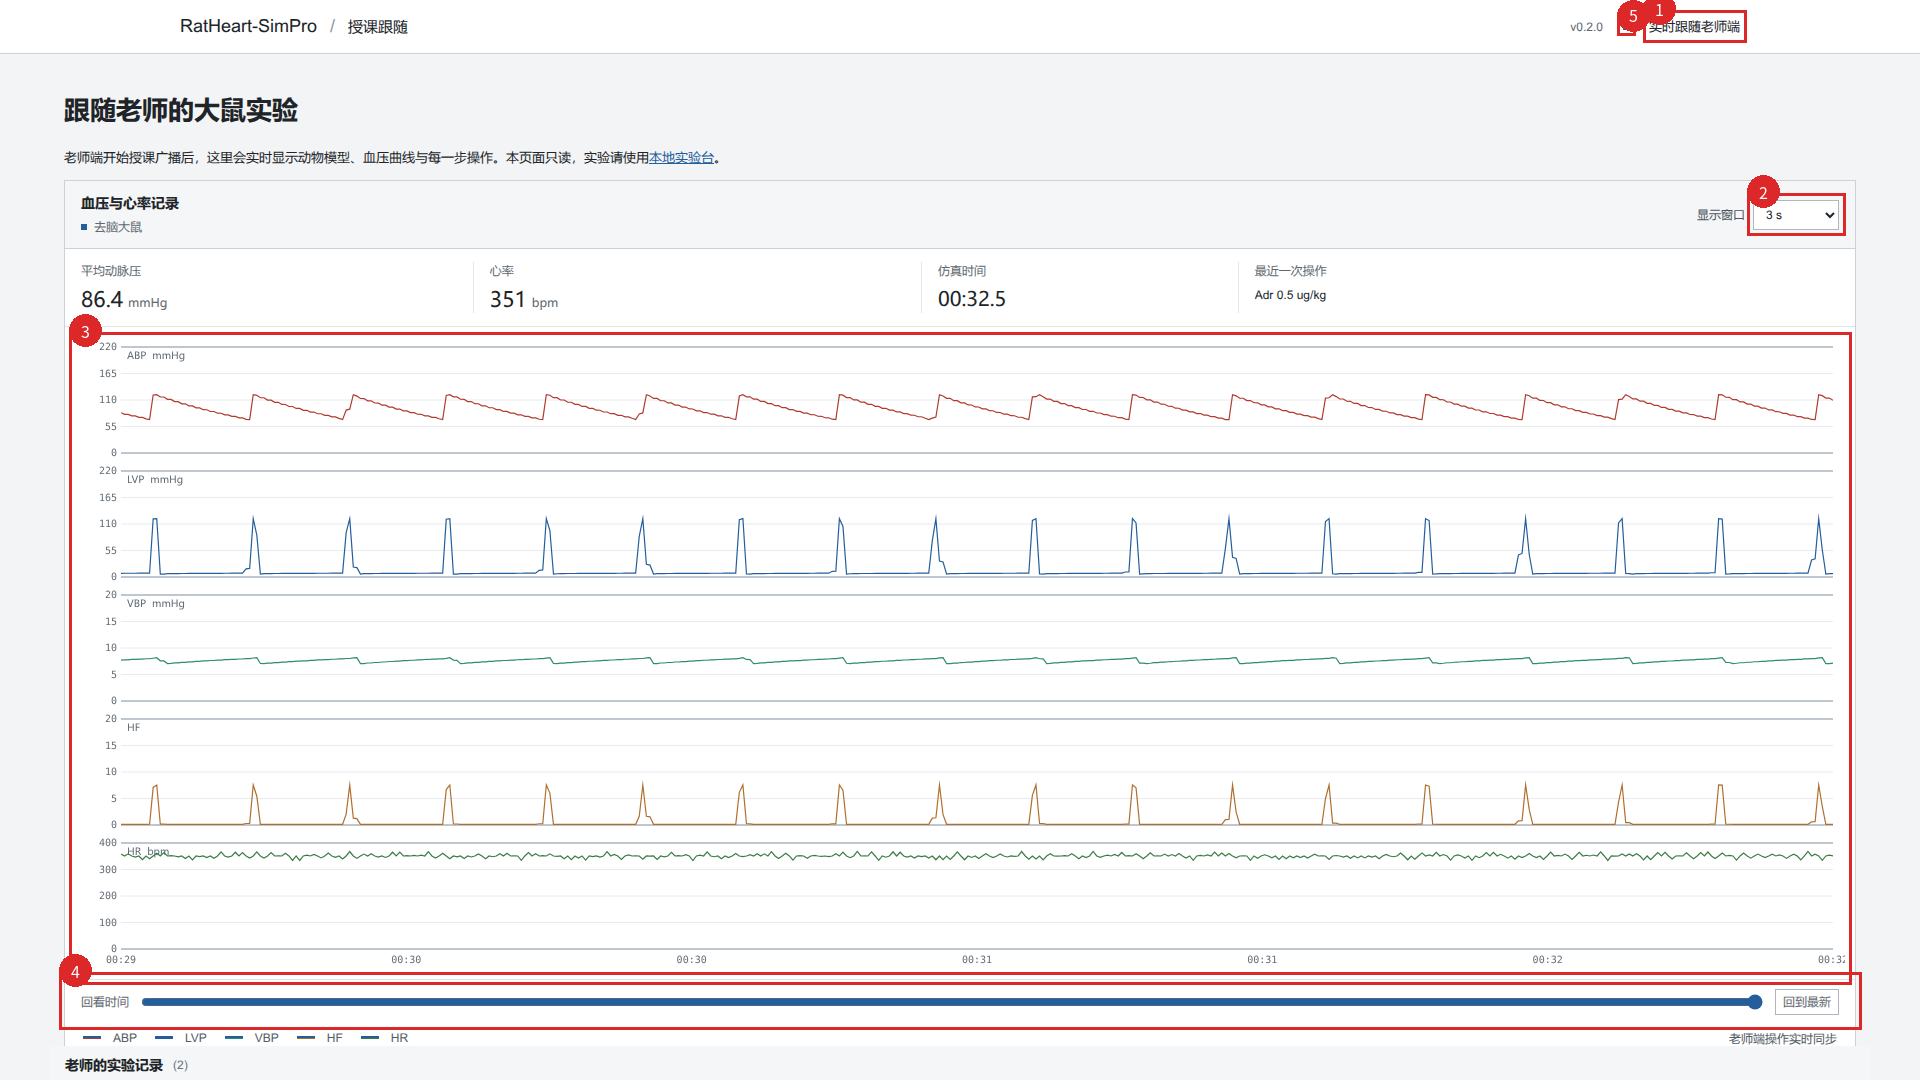 RatHeart-SimPro / 授课跟随
v0.2.0
5
1
实时跟随老师端
跟随老师的大鼠实验
老师端开始授课广播后，这里会实时显示动物模型、血压曲线与每一步操作。本页面只读，实验请使用本地实验台。
血压与心率记录
去脑大鼠
显示窗口
2
3 s
平均动脉压
86.4 mmHg
心率
351 bpm
仿真时间
00:32.5
最近一次操作
Adr 0.5 ug/kg
3
220
ABP mmHg
165
110
55
0
220
LVP mmHg
165
110
55
0
20
VBP mmHg
15
10
5
0
20
HF
15
10
5
0
400
HR bpm
300
200
100
0
00:29 00:30 00:30 00:31 00:31 00:32 00:32
4
回看时间
回到最新
ABP LVP VBP HF HR
老师端操作实时同步
老师的实验记录 (2)